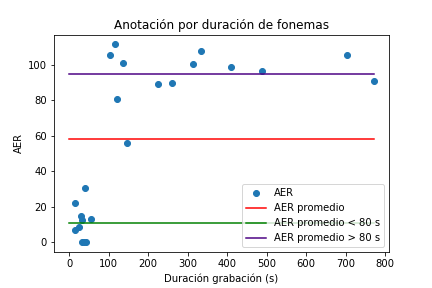 Anotación por duración de fonemas
AER
100
80
60
40
20
0
AER
AER promedio
AER promedio < 80 s
AER promedio > 80 s
0 100 200 300 400 500 600 700 800
Duración grabación (s)